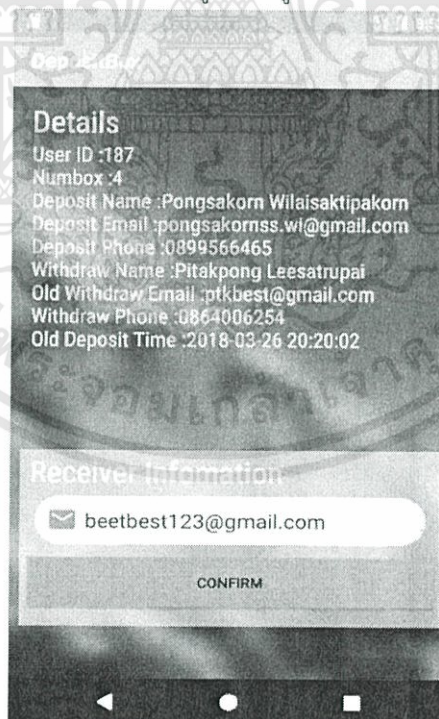 Details
User ID :187
Numbox :4
Deposit Name :Pongsakorn Wilaisaktipakorn
Deposit Email :pongsakornss.wi@gmail.com
Deposit Phone :0899566465
Withdraw Name :Pitakpong Leesatrupai
Old Withdraw Email :ptkbest@gmail.com
Withdraw Phone :0864006254
Old Deposit Time :2018-03-26 20:20:02
Receiver Infomation
beetbest123@gmail.com
CONFIRM